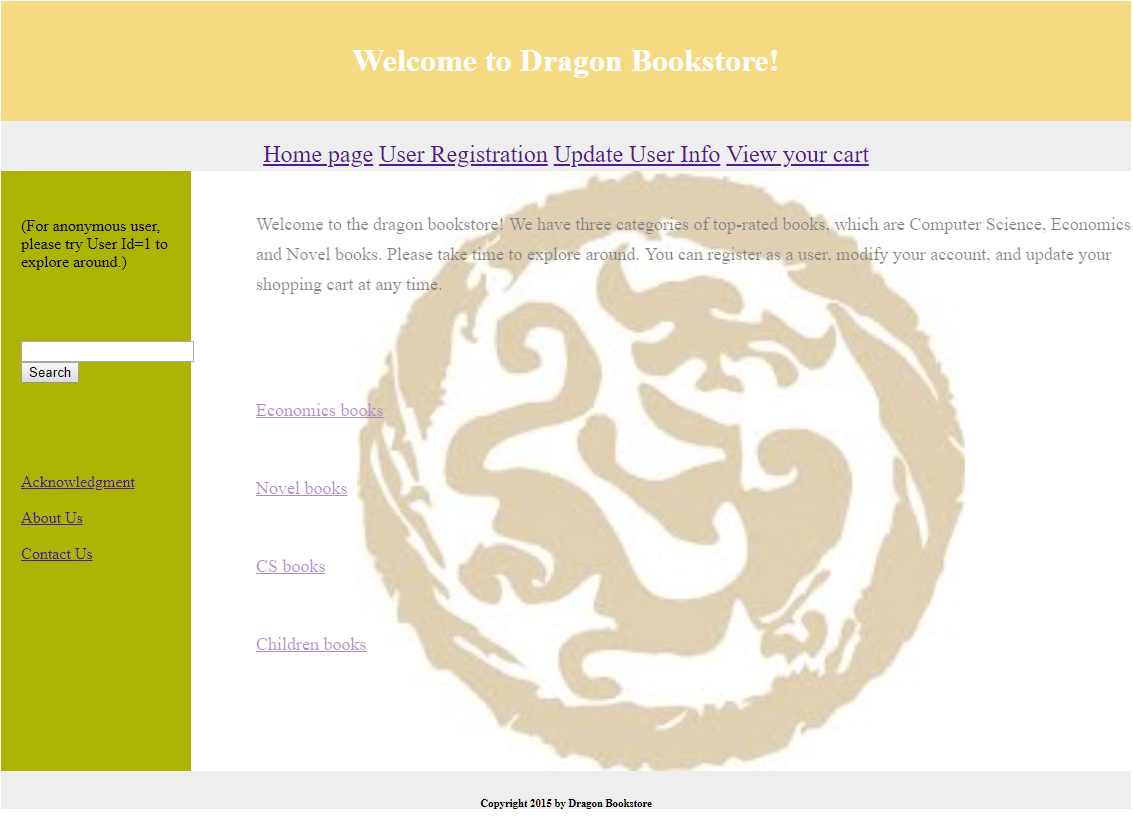 Welcome to Dragon Bookstore!
Home page User Registration Update User Info View your cart
(For anonymous user,
please try User Id=1 to
explore around.)
Search
Acknowledgment
About Us
Contact Us
Welcome to the dragon bookstore! We have three categories of top-rated books, which are Computer Science, Economics
and Novel books. Please take time to explore around. You can register as a user, modify your account, and update your
shopping cart at any time.
Economics books
Novel books
CS books
Children books
Copyright 2015 by Dragon Bookstore